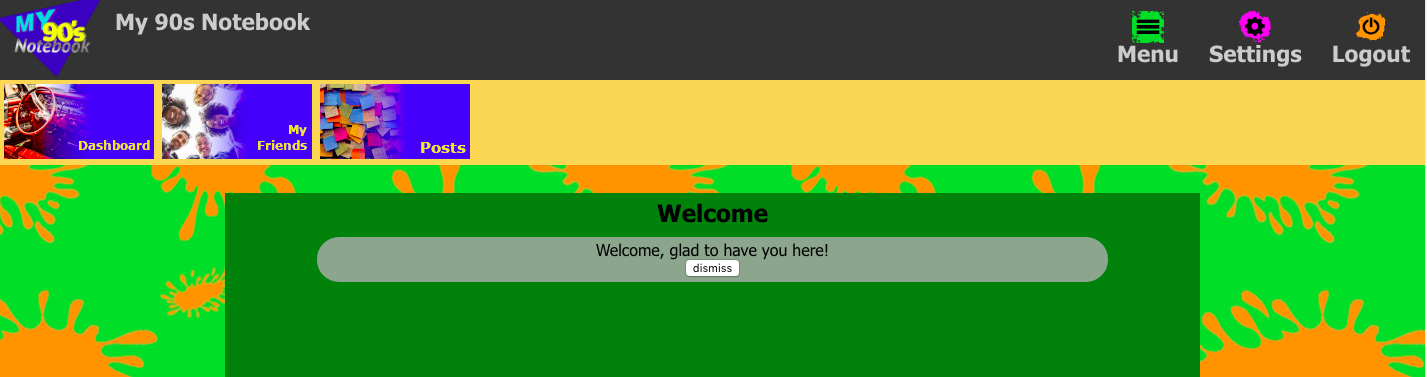 MY
90's
Notebook
My 90s Notebook
Menu
Settings
Logout
Dashboard
My
Friends
Posts
Welcome
Welcome, glad to have you here!
dismiss